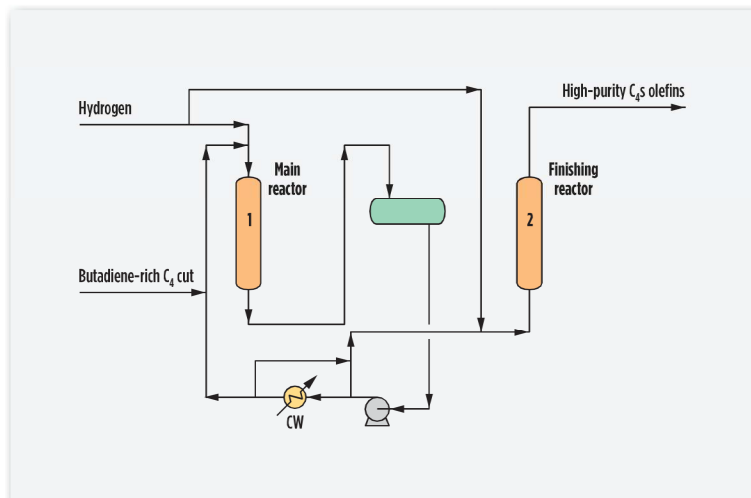 Hydrogen
High-purity C₄s olefins
Main
reactor
Finishing
reactor
1
2
Butadiene-rich C₄ cut
CW